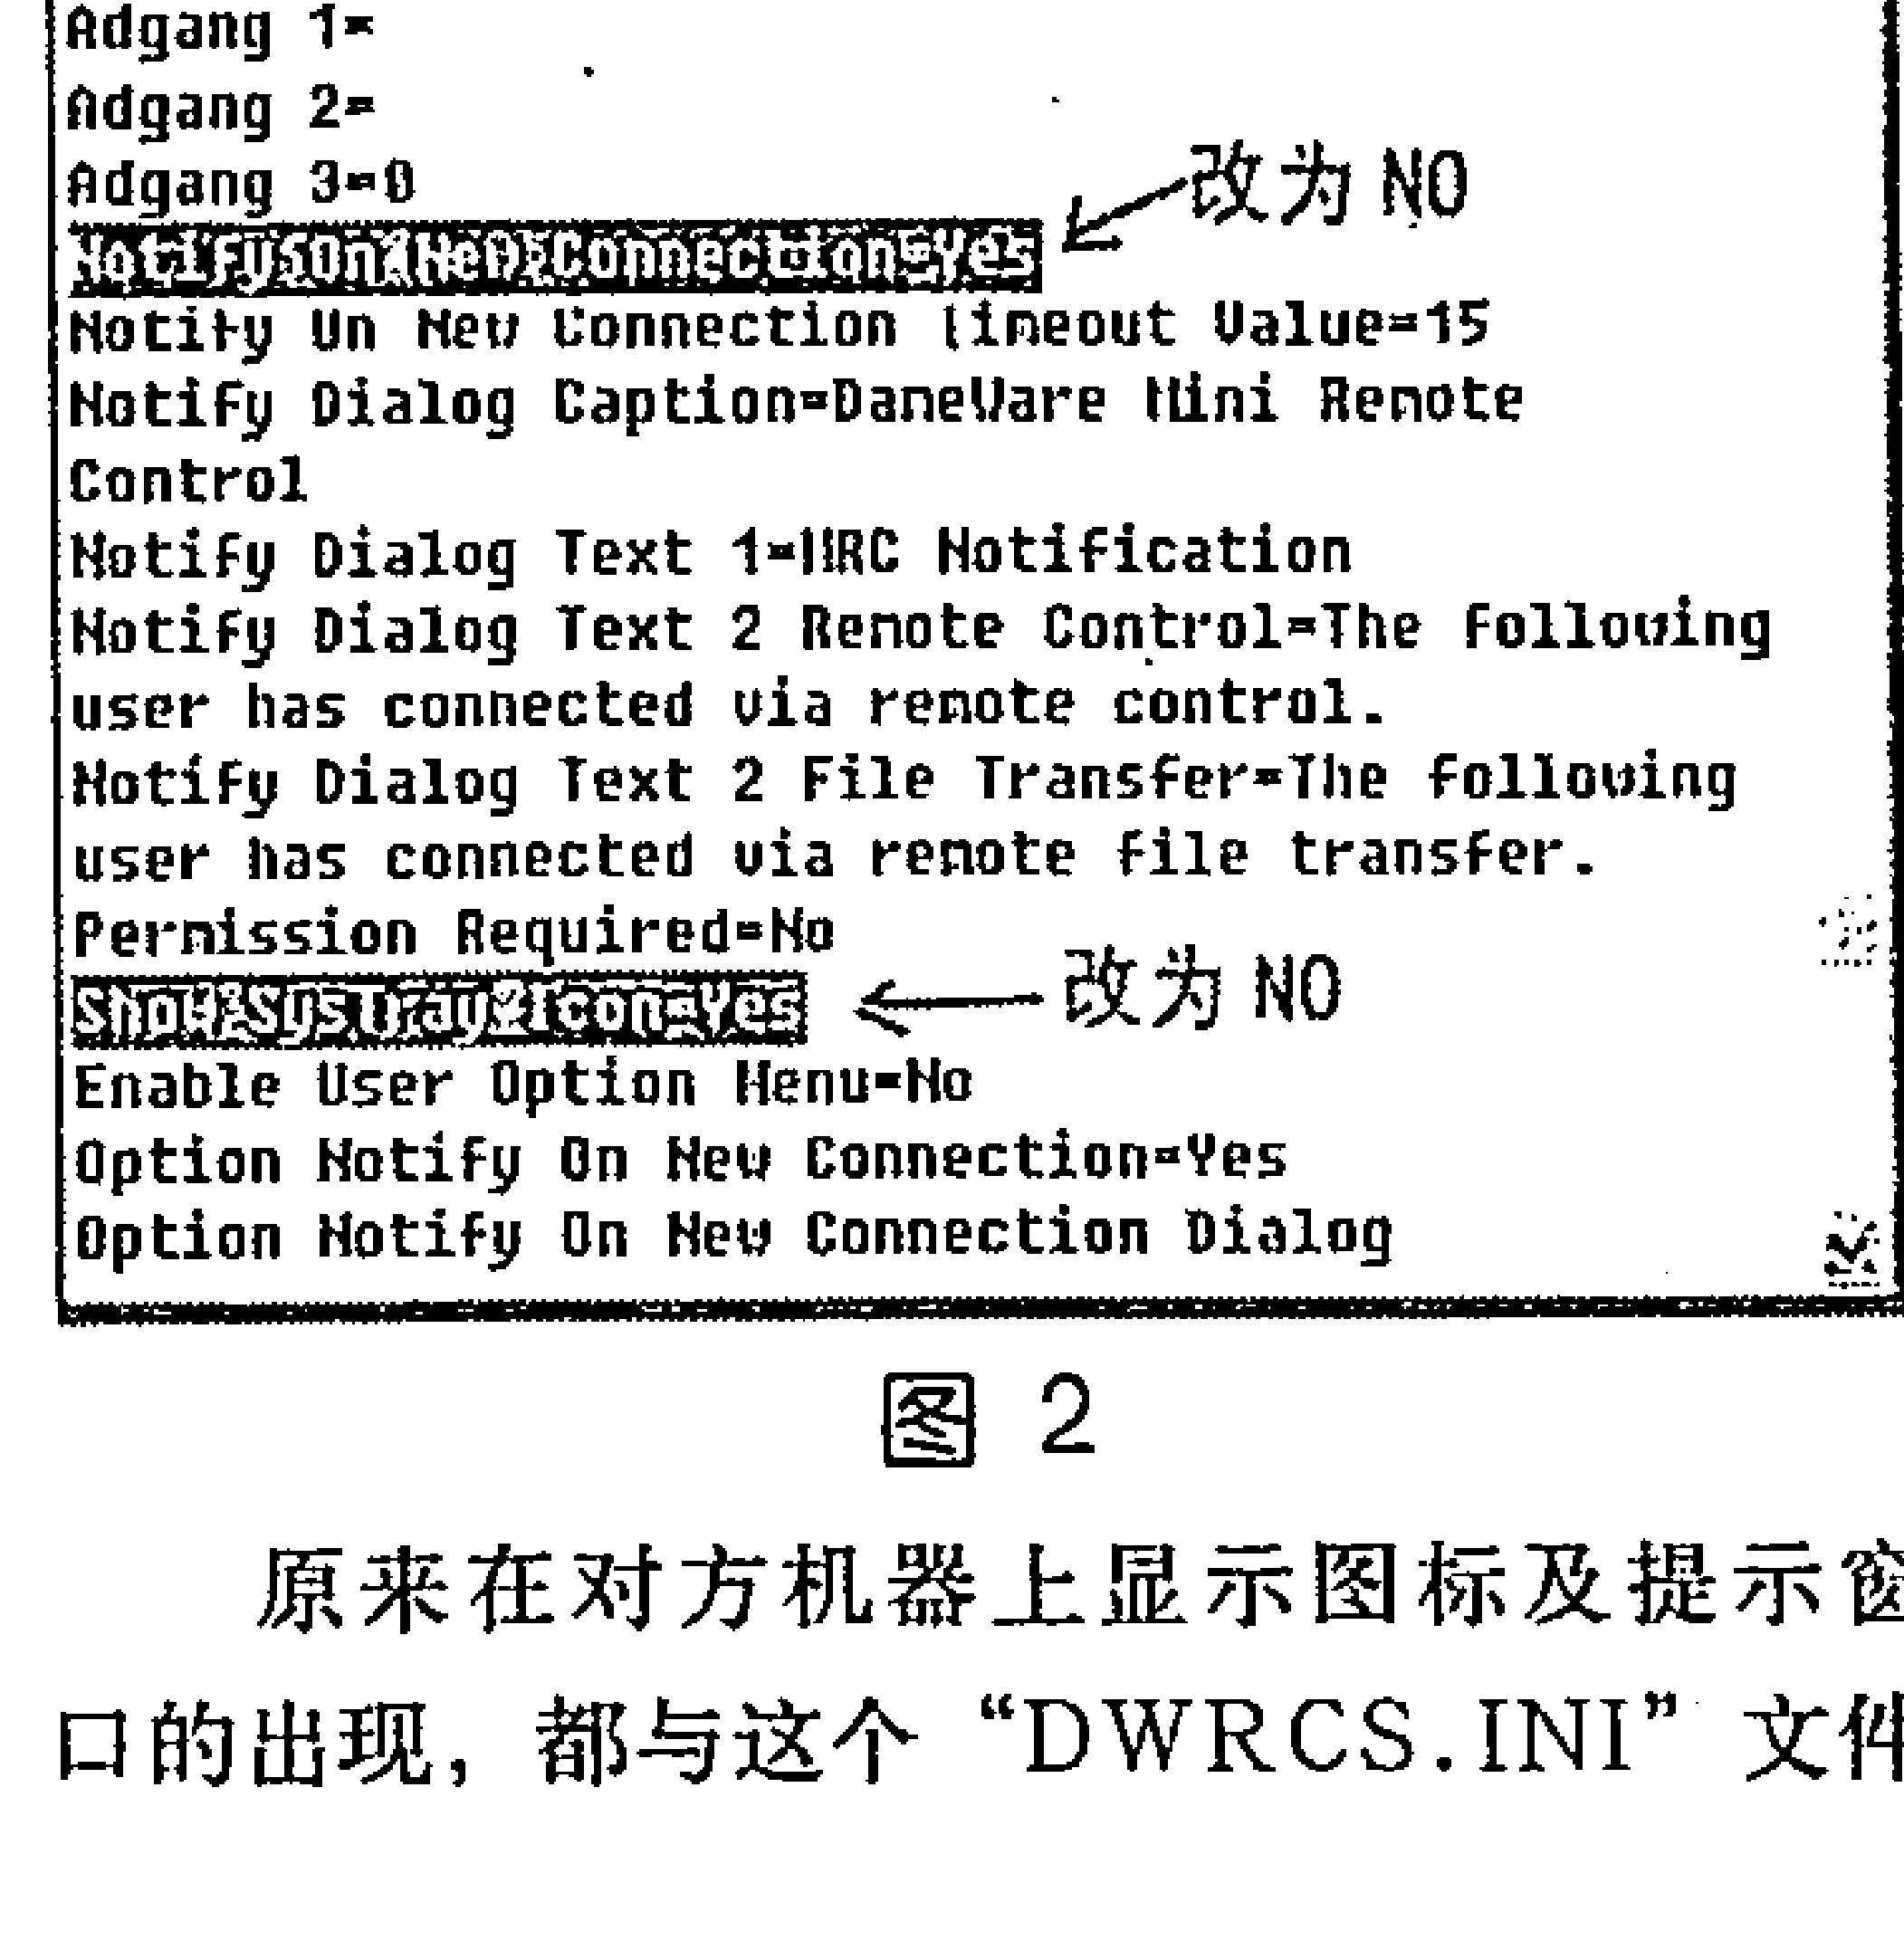 Adgang 1=
Adgang 2=
Adgang 3=0
改为 NO
Notify On New Connection=Yes
Notify On New Connection Timeout Value=15
Notify Dialog Caption=DameWare Mini Remote
Control
Notify Dialog Text 1=MRC Notification
Notify Dialog Text 2 Remote Control=The following
user has connected via remote control.
Notify Dialog Text 2 File Transfer=The following
user has connected via remote file transfer.
Permission Required=No
Show SysTray Icon=Yes
改为 NO
Enable User Option Menu=No
Option Notify On New Connection=Yes
Option Notify On New Connection Dialog
图 2
原来在对方机器上显示图标及提示窗
口的出现，都与这个“DWRCS.INI”文件